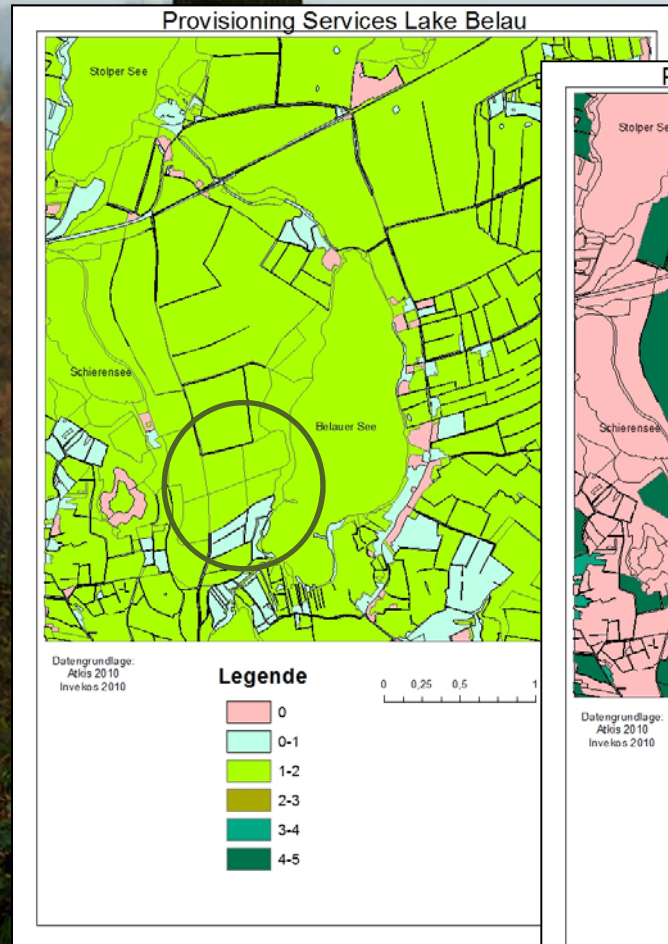 Provisioning Services Lake Belau
Stolper See
Schierensee
Belauer See
Datengrundlage:
Atkis 2010
Invekos 2010
Legende
0
0-1
1-2
2-3
3-4
4-5
0 0,25 0,5 1
Stolper Se
Schierensee
Datengrundlage:
Atkis 2010
Invekos 2010